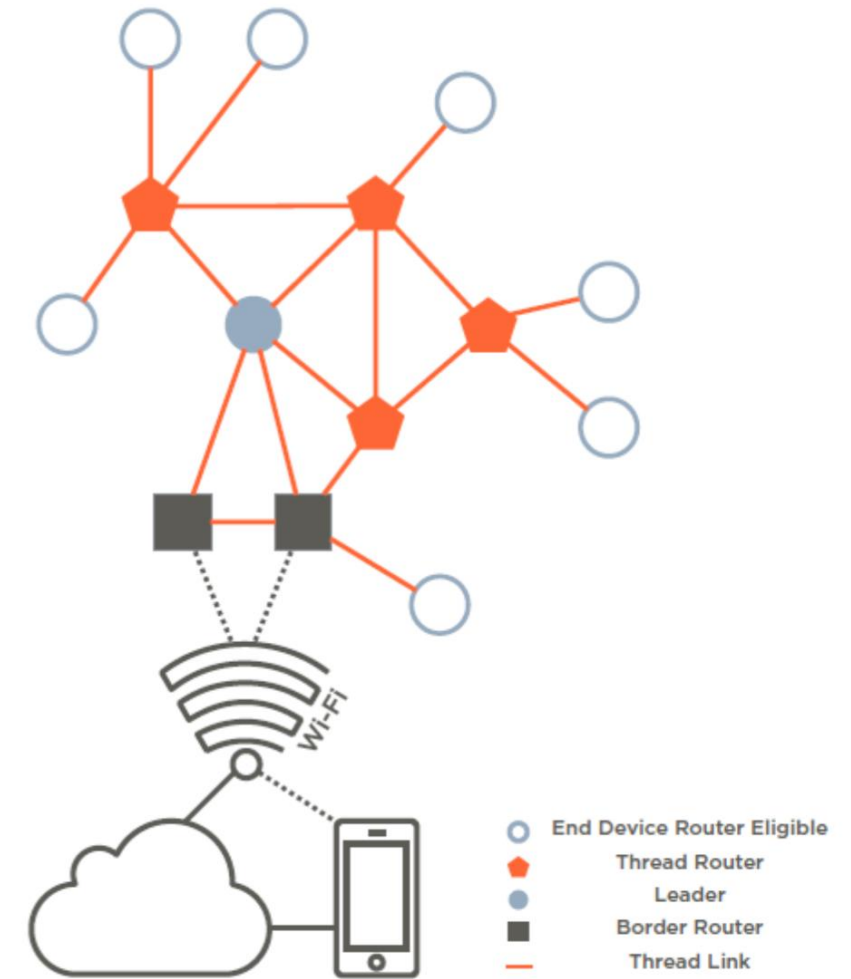 Wi-Fi
End Device Router Eligible
Thread Router
Leader
Border Router
Thread Link